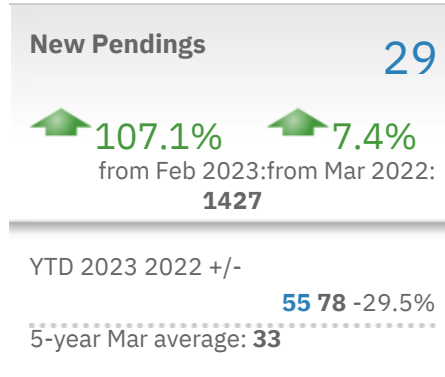 New Pendings
29
107.1% 7.4%
from Feb 2023:from Mar 2022:
1427
YTD 2023 2022 +/-
55 78 -29.5%
5-year Mar average: 33